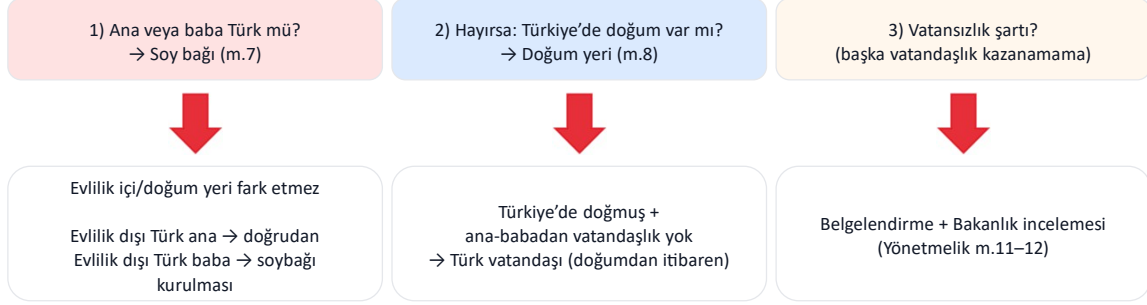 1) Ana veya baba Türk mü?
→ Soy bağı (m.7)
2) Hayırsa: Türkiye’de doğum var mı?
→ Doğum yeri (m.8)
3) Vatansızlık şartı?
(başka vatandaşlık kazanamama)
Evlilik içi/doğum yeri fark etmez
Evlilik dışı Türk ana → doğrudan
Evlilik dışı Türk baba → soybağı
kurulması
Türkiye’de doğmuş +
ana-babadan vatandaşlık yok
→ Türk vatandaşı (doğumdan itibaren)
Belgelendirme + Bakanlık incelemesi
(Yönetmelik m.11–12)